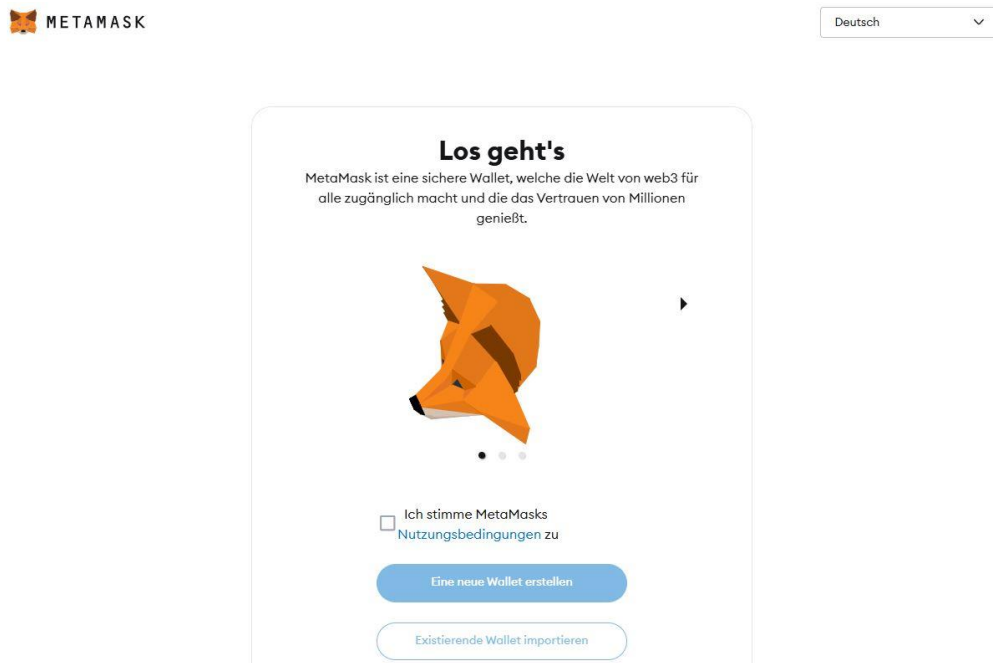 METAMASK
Deutsch
Los geht's
MetaMask ist eine sichere Wallet, welche die Welt von web3 für
alle zugänglich macht und die das Vertrauen von Millionen
genießt.
Ich stimme MetaMasks
Nutzungsbedingungen zu
Eine neue Wallet erstellen
Existierende Wallet importieren